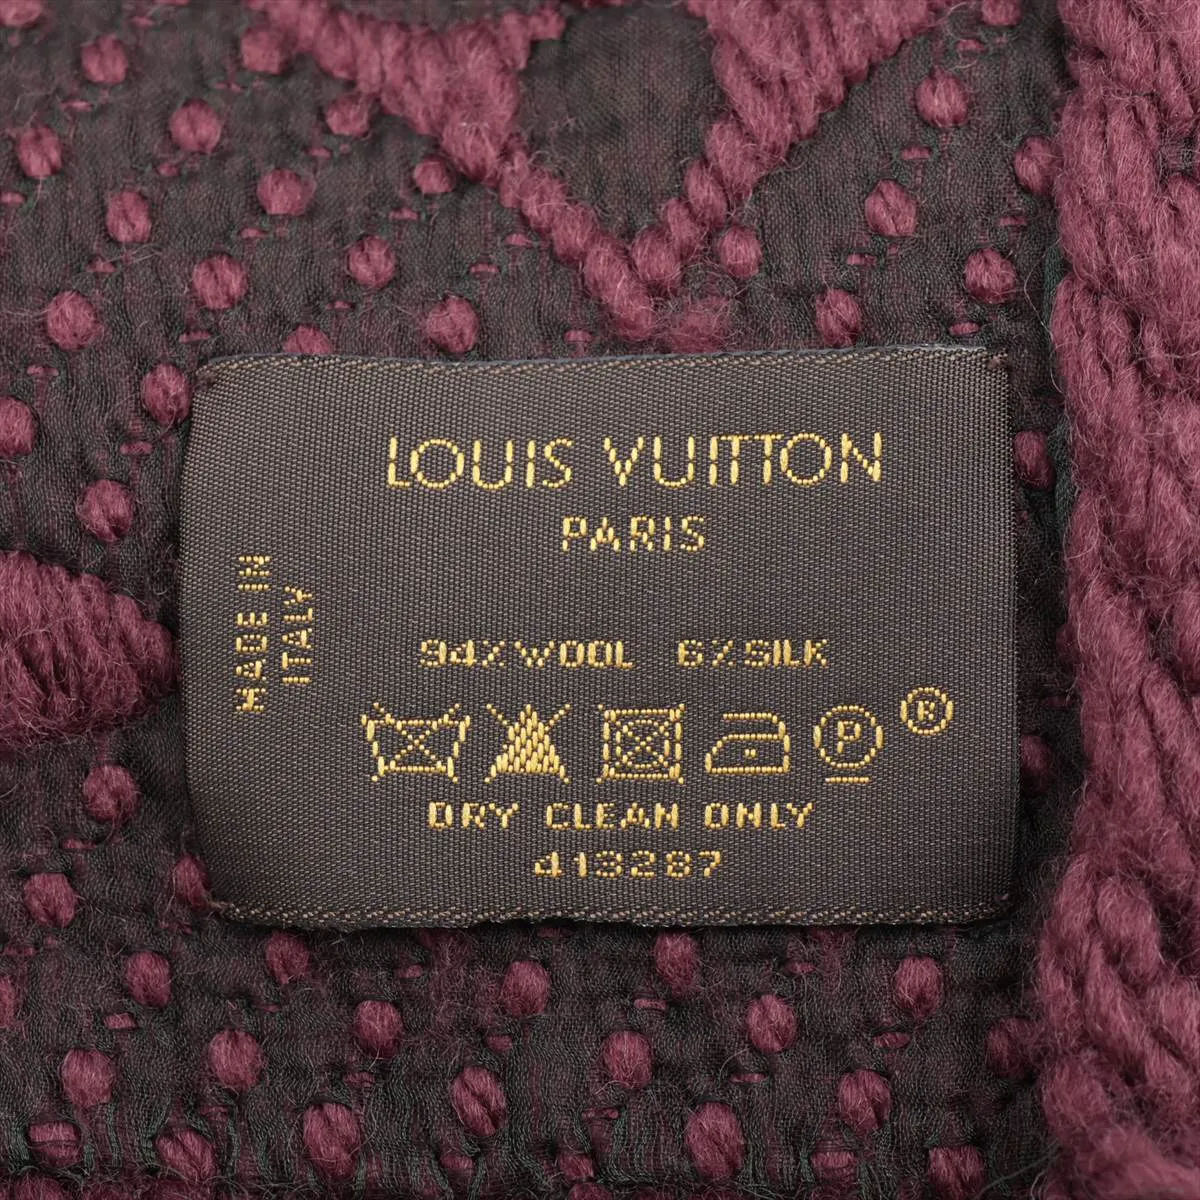 LOUIS VUITTON
PARIS
MADE IN
ITALY
94% WOOL 6% SILK
P ®
DRY CLEAN ONLY
413287